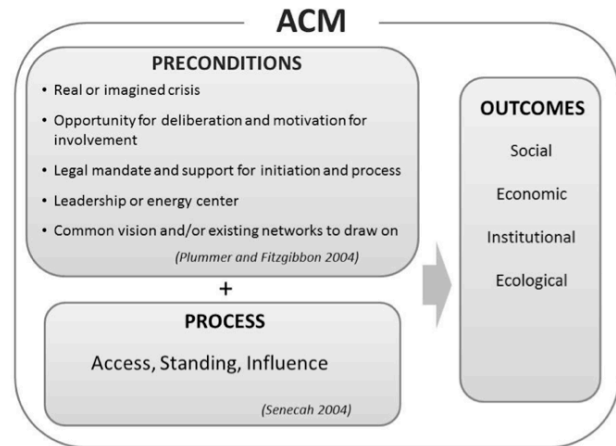 ACM
PRECONDITIONS
• Real or imagined crisis
• Opportunity for deliberation and motivation for
involvement
• Legal mandate and support for initiation and process
• Leadership or energy center
• Common vision and/or existing networks to draw on
(Plummer and Fitzgibbon 2004)
+
PROCESS
Access, Standing, Influence
(Senecah 2004)
OUTCOMES
Social
Economic
Institutional
Ecological